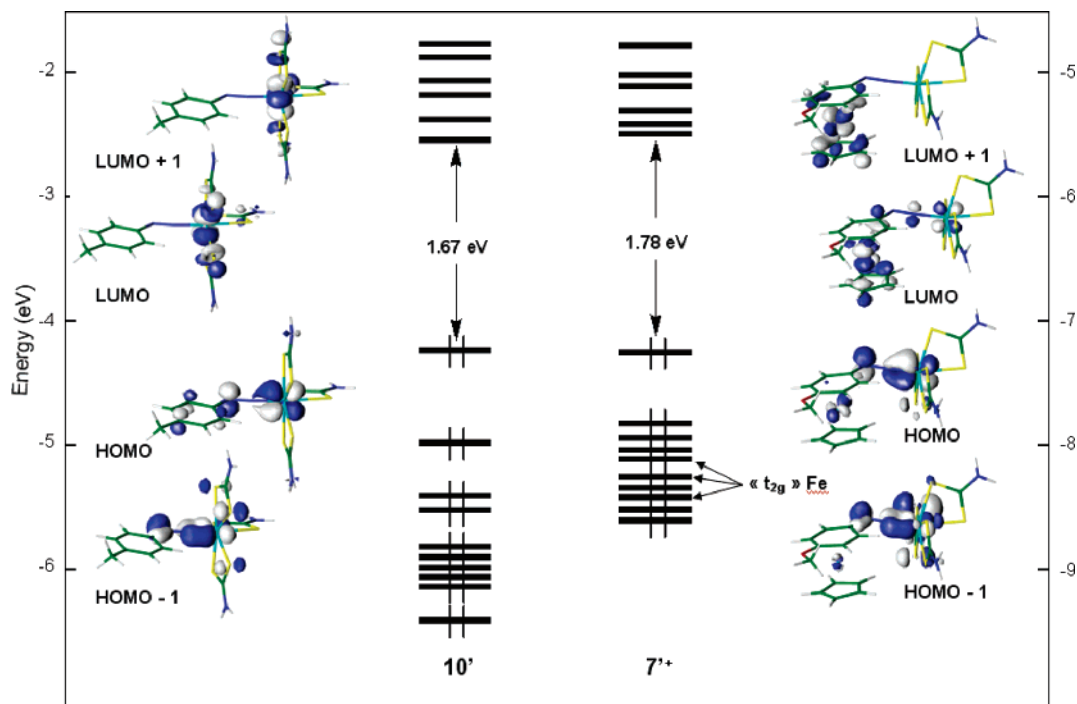 -2
-3
-4
-5
-6
Energy (eV)
LUMO + 1
LUMO
HOMO
HOMO - 1
1.67 eV
1.78 eV
« t2g » Fe
10'
7'+
LUMO + 1
LUMO
HOMO
HOMO - 1
-5
-6
-7
-8
-9